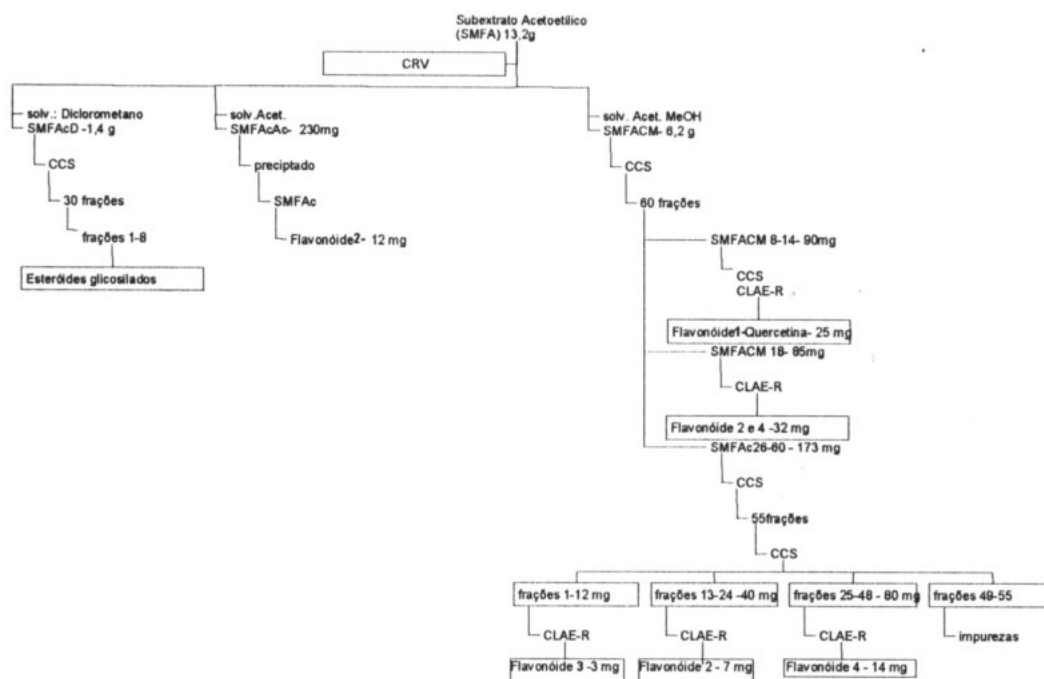 Subextrato Acetoetílico
(SMFA) 13,2g
CRV
solv.: Diclorometano
SMFAcD -1,4 g
CCS
30 frações
frações 1-8
Esteróides glicosilados
solv.Acet.
SMFAcAc- 230mg
preciptado
SMFAc
Flavonóide2- 12 mg
solv. Acet. MeOH
SMFACM- 6,2 g
CCS
60 frações
SMFACM 8-14- 90mg
CCS
CLAE-R
Flavonóide1-Quercetina- 25 mg
SMFACM 18- 65mg
CLAE-R
Flavonóide 2 e 4 -32 mg
SMFAc26-60 - 173 mg
CCS
55frações
CCS
frações 1-12 mg
CLAE-R
Flavonóide 3 -3 mg
frações 13-24 -40 mg
CLAE-R
Flavonóide 2 - 7 mg
frações 25-48 - 80 mg
CLAE-R
Flavonóide 4 - 14 mg
frações 49-55
impurezas